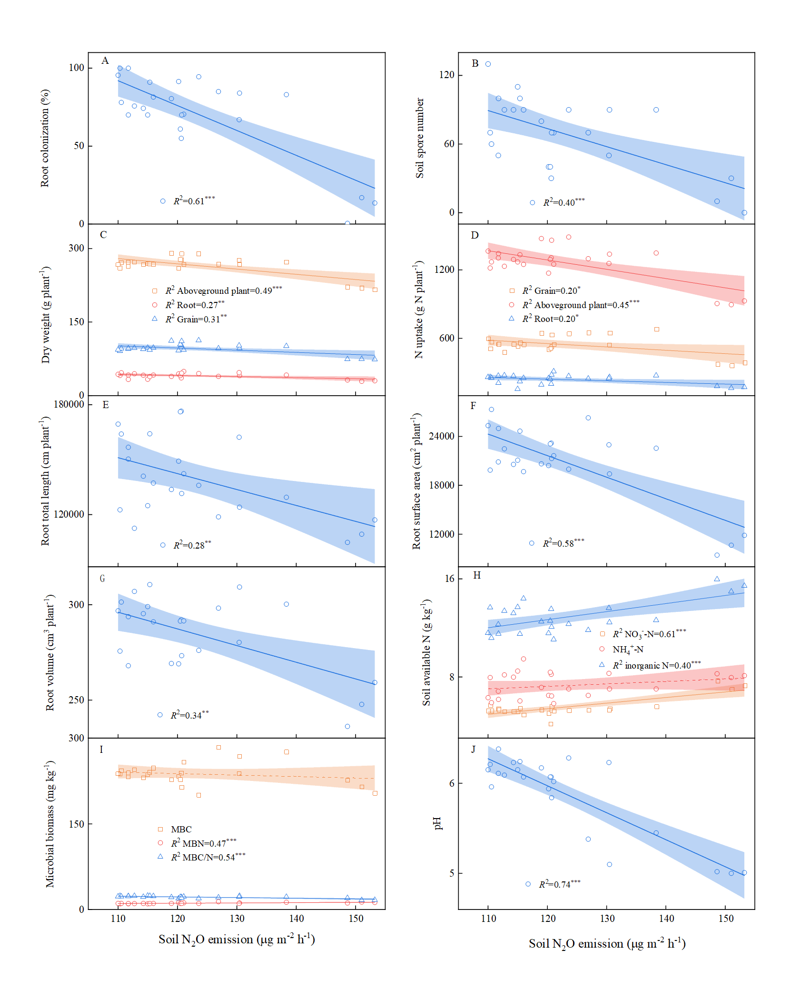 A
100
50
0
Root colonization (%)
R²=0.61***
B
120
60
0
Soil spore number
R²=0.40***
C
300
150
0
Dry weight (g plant⁻¹)
R² Aboveground plant=0.49***
R² Root=0.27**
R² Grain=0.31**
D
1200
600
N uptake (g N plant⁻¹)
R² Grain=0.20*
R² Aboveground plant=0.45***
R² Root=0.20*
E
180000
120000
Root total length (cm plant⁻¹)
R²=0.28**
F
24000
18000
12000
Root surface area (cm² plant⁻¹)
R²=0.58***
G
300
250
Root volume (cm³ plant⁻¹)
R²=0.34**
H
16
8
Soil available N (g kg⁻¹)
R² NO₃⁻-N=0.61***
NH₄⁺-N
R² inorganic N=0.40***
I
300
150
0
Microbial biomass (mg kg⁻¹)
MBC
R² MBN=0.47***
R² MBC/N=0.54***
110 120 130 140 150
Soil N₂O emission (μg m⁻² h⁻¹)
J
6
5
pH
R²=0.74***
110 120 130 140 150
Soil N₂O emission (μg m⁻² h⁻¹)